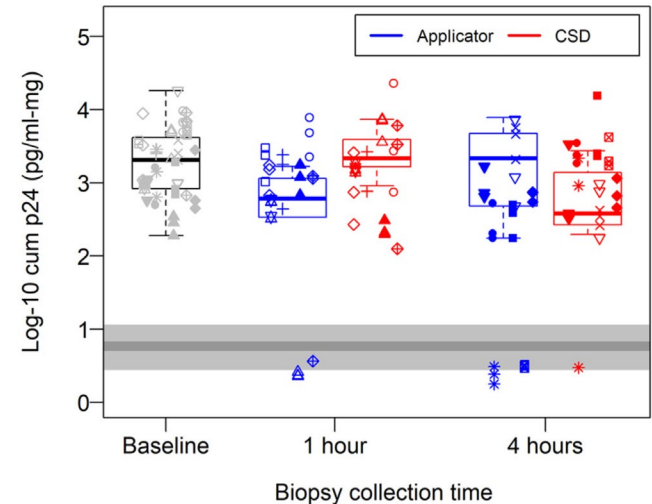 Applicator CSD
Log-10 cum p24 (pg/ml-mg)
5
4
3
2
1
0
Baseline 1 hour 4 hours
Biopsy collection time